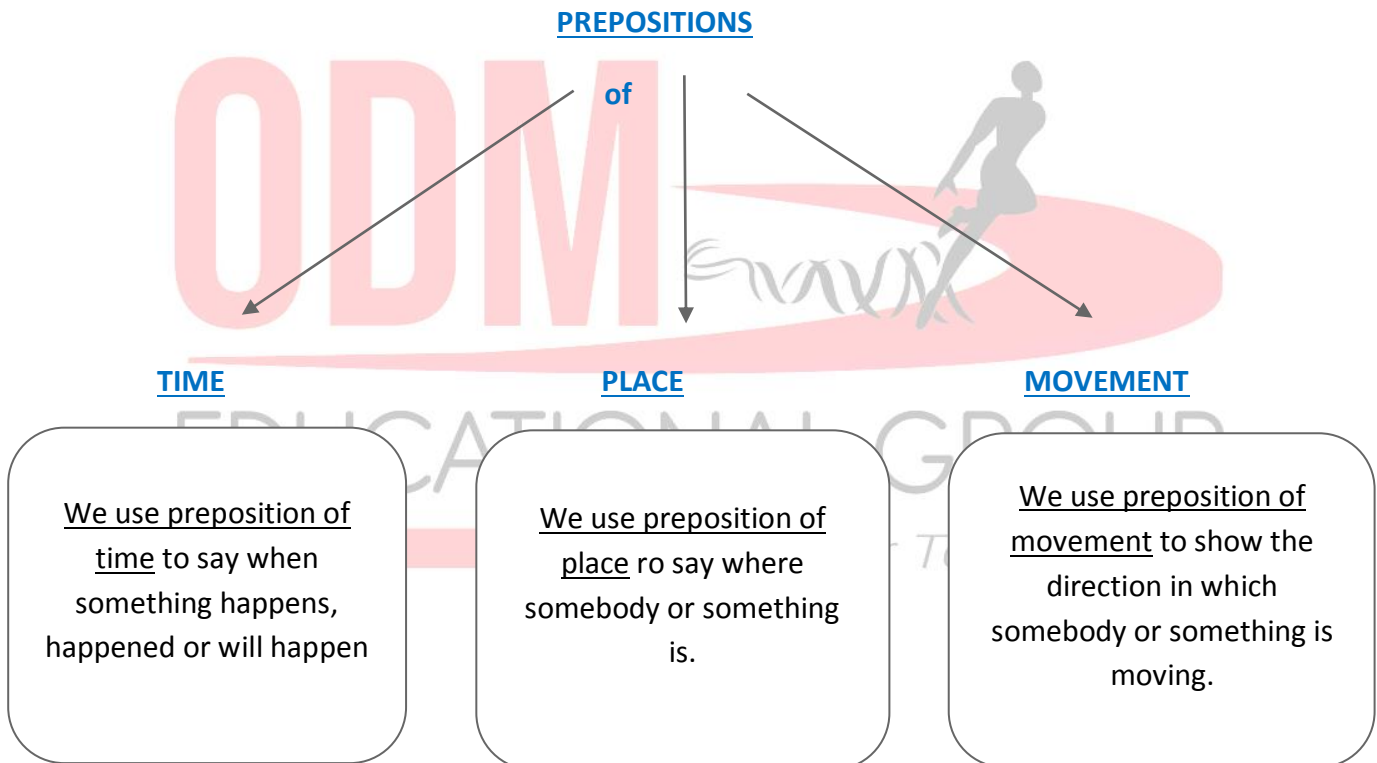 PREPOSITIONS
of
TIME
PLACE
MOVEMENT
ODM
EDUCATIONAL GROUP
We use preposition of
time to say when
something happens,
happened or will happen
We use preposition of
place ro say where
somebody or something
is.
We use preposition of
movement to show the
direction in which
somebody or something is
moving.